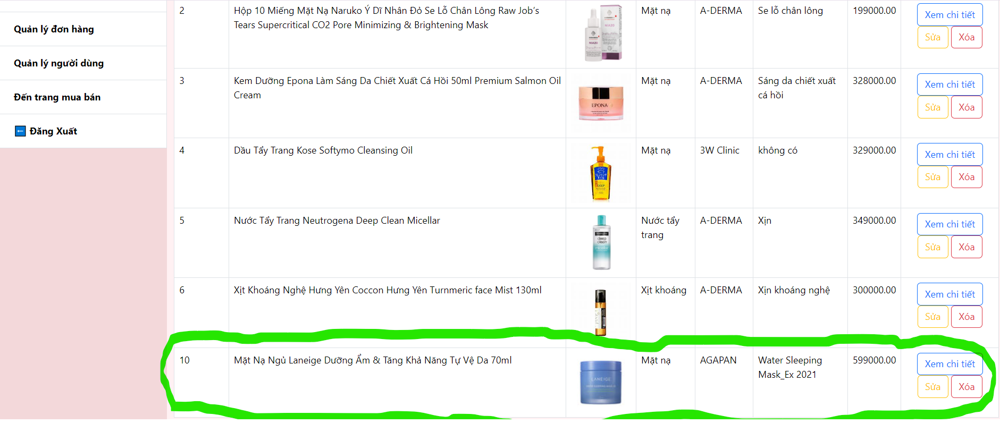 Quản lý đơn hàng
Quản lý người dùng
Đến trang mua bán
Đăng Xuất
2
Hộp 10 Miếng Mặt Nạ Naruko Ý Dĩ Nhân Đỏ Se Lỗ Chân Lông Raw Job’s
Tears Supercritical CO2 Pore Minimizing & Brightening Mask
NIAZO
Mặt nạ
A-DERMA
Se lỗ chân lông
199000.00
Xem chi tiết
Sửa
Xóa
3
Kem Dưỡng Epona Làm Sáng Da Chiết Xuất Cá Hồi 50ml Premium Salmon Oil
Cream
EPONA
Mặt nạ
A-DERMA
Sáng da chiết xuất
cá hồi
328000.00
Xem chi tiết
Sửa
Xóa
4
Dầu Tẩy Trang Kose Softymo Cleansing Oil
DEEP
Mặt nạ
3W Clinic
không có
329000.00
Xem chi tiết
Sửa
Xóa
5
Nước Tẩy Trang Neutrogena Deep Clean Micellar
deep
clean
micellar
Nước tẩy
trang
A-DERMA
Xịn
349000.00
Xem chi tiết
Sửa
Xóa
6
Xịt Khoáng Nghệ Hưng Yên Coccon Hưng Yên Turnmeric face Mist 130ml
Xịt khoáng
A-DERMA
Xịn khoáng nghệ
300000.00
Xem chi tiết
Sửa
Xóa
10
Mặt Nạ Ngủ Laneige Dưỡng Ẩm & Tăng Khả Năng Tự Vệ Da 70ml
LANEIGE
Mặt nạ
AGAPAN
Water Sleeping
Mask_Ex 2021
599000.00
Xem chi tiết
Sửa
Xóa